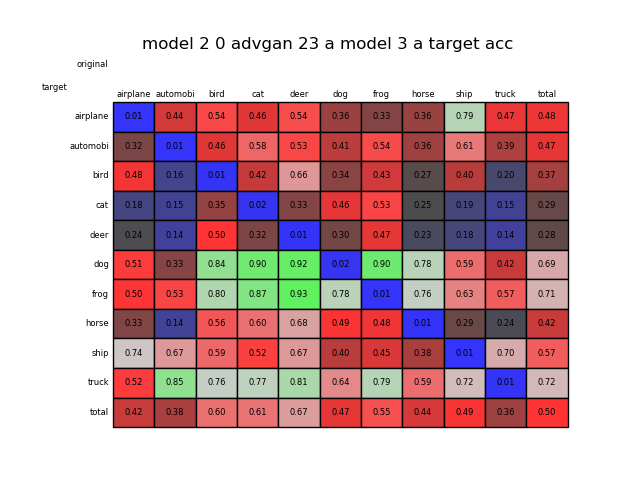 model 2 0 advgan 23 a model 3 a target acc
original
target
airplane automobi bird cat deer dog frog horse ship truck total
airplane 0.01 0.44 0.54 0.46 0.54 0.36 0.33 0.36 0.79 0.47 0.48
automobi 0.32 0.01 0.46 0.58 0.53 0.41 0.54 0.36 0.61 0.39 0.47
bird 0.48 0.16 0.01 0.42 0.66 0.34 0.43 0.27 0.40 0.20 0.37
cat 0.18 0.15 0.35 0.02 0.33 0.46 0.53 0.25 0.19 0.15 0.29
deer 0.24 0.14 0.50 0.32 0.01 0.30 0.47 0.23 0.18 0.14 0.28
dog 0.51 0.33 0.84 0.90 0.92 0.02 0.90 0.78 0.59 0.42 0.69
frog 0.50 0.53 0.80 0.87 0.93 0.78 0.01 0.76 0.63 0.57 0.71
horse 0.33 0.14 0.56 0.60 0.68 0.49 0.48 0.01 0.29 0.24 0.42
ship 0.74 0.67 0.59 0.52 0.67 0.40 0.45 0.38 0.01 0.70 0.57
truck 0.52 0.85 0.76 0.77 0.81 0.64 0.79 0.59 0.72 0.01 0.72
total 0.42 0.38 0.60 0.61 0.67 0.47 0.55 0.44 0.49 0.36 0.50